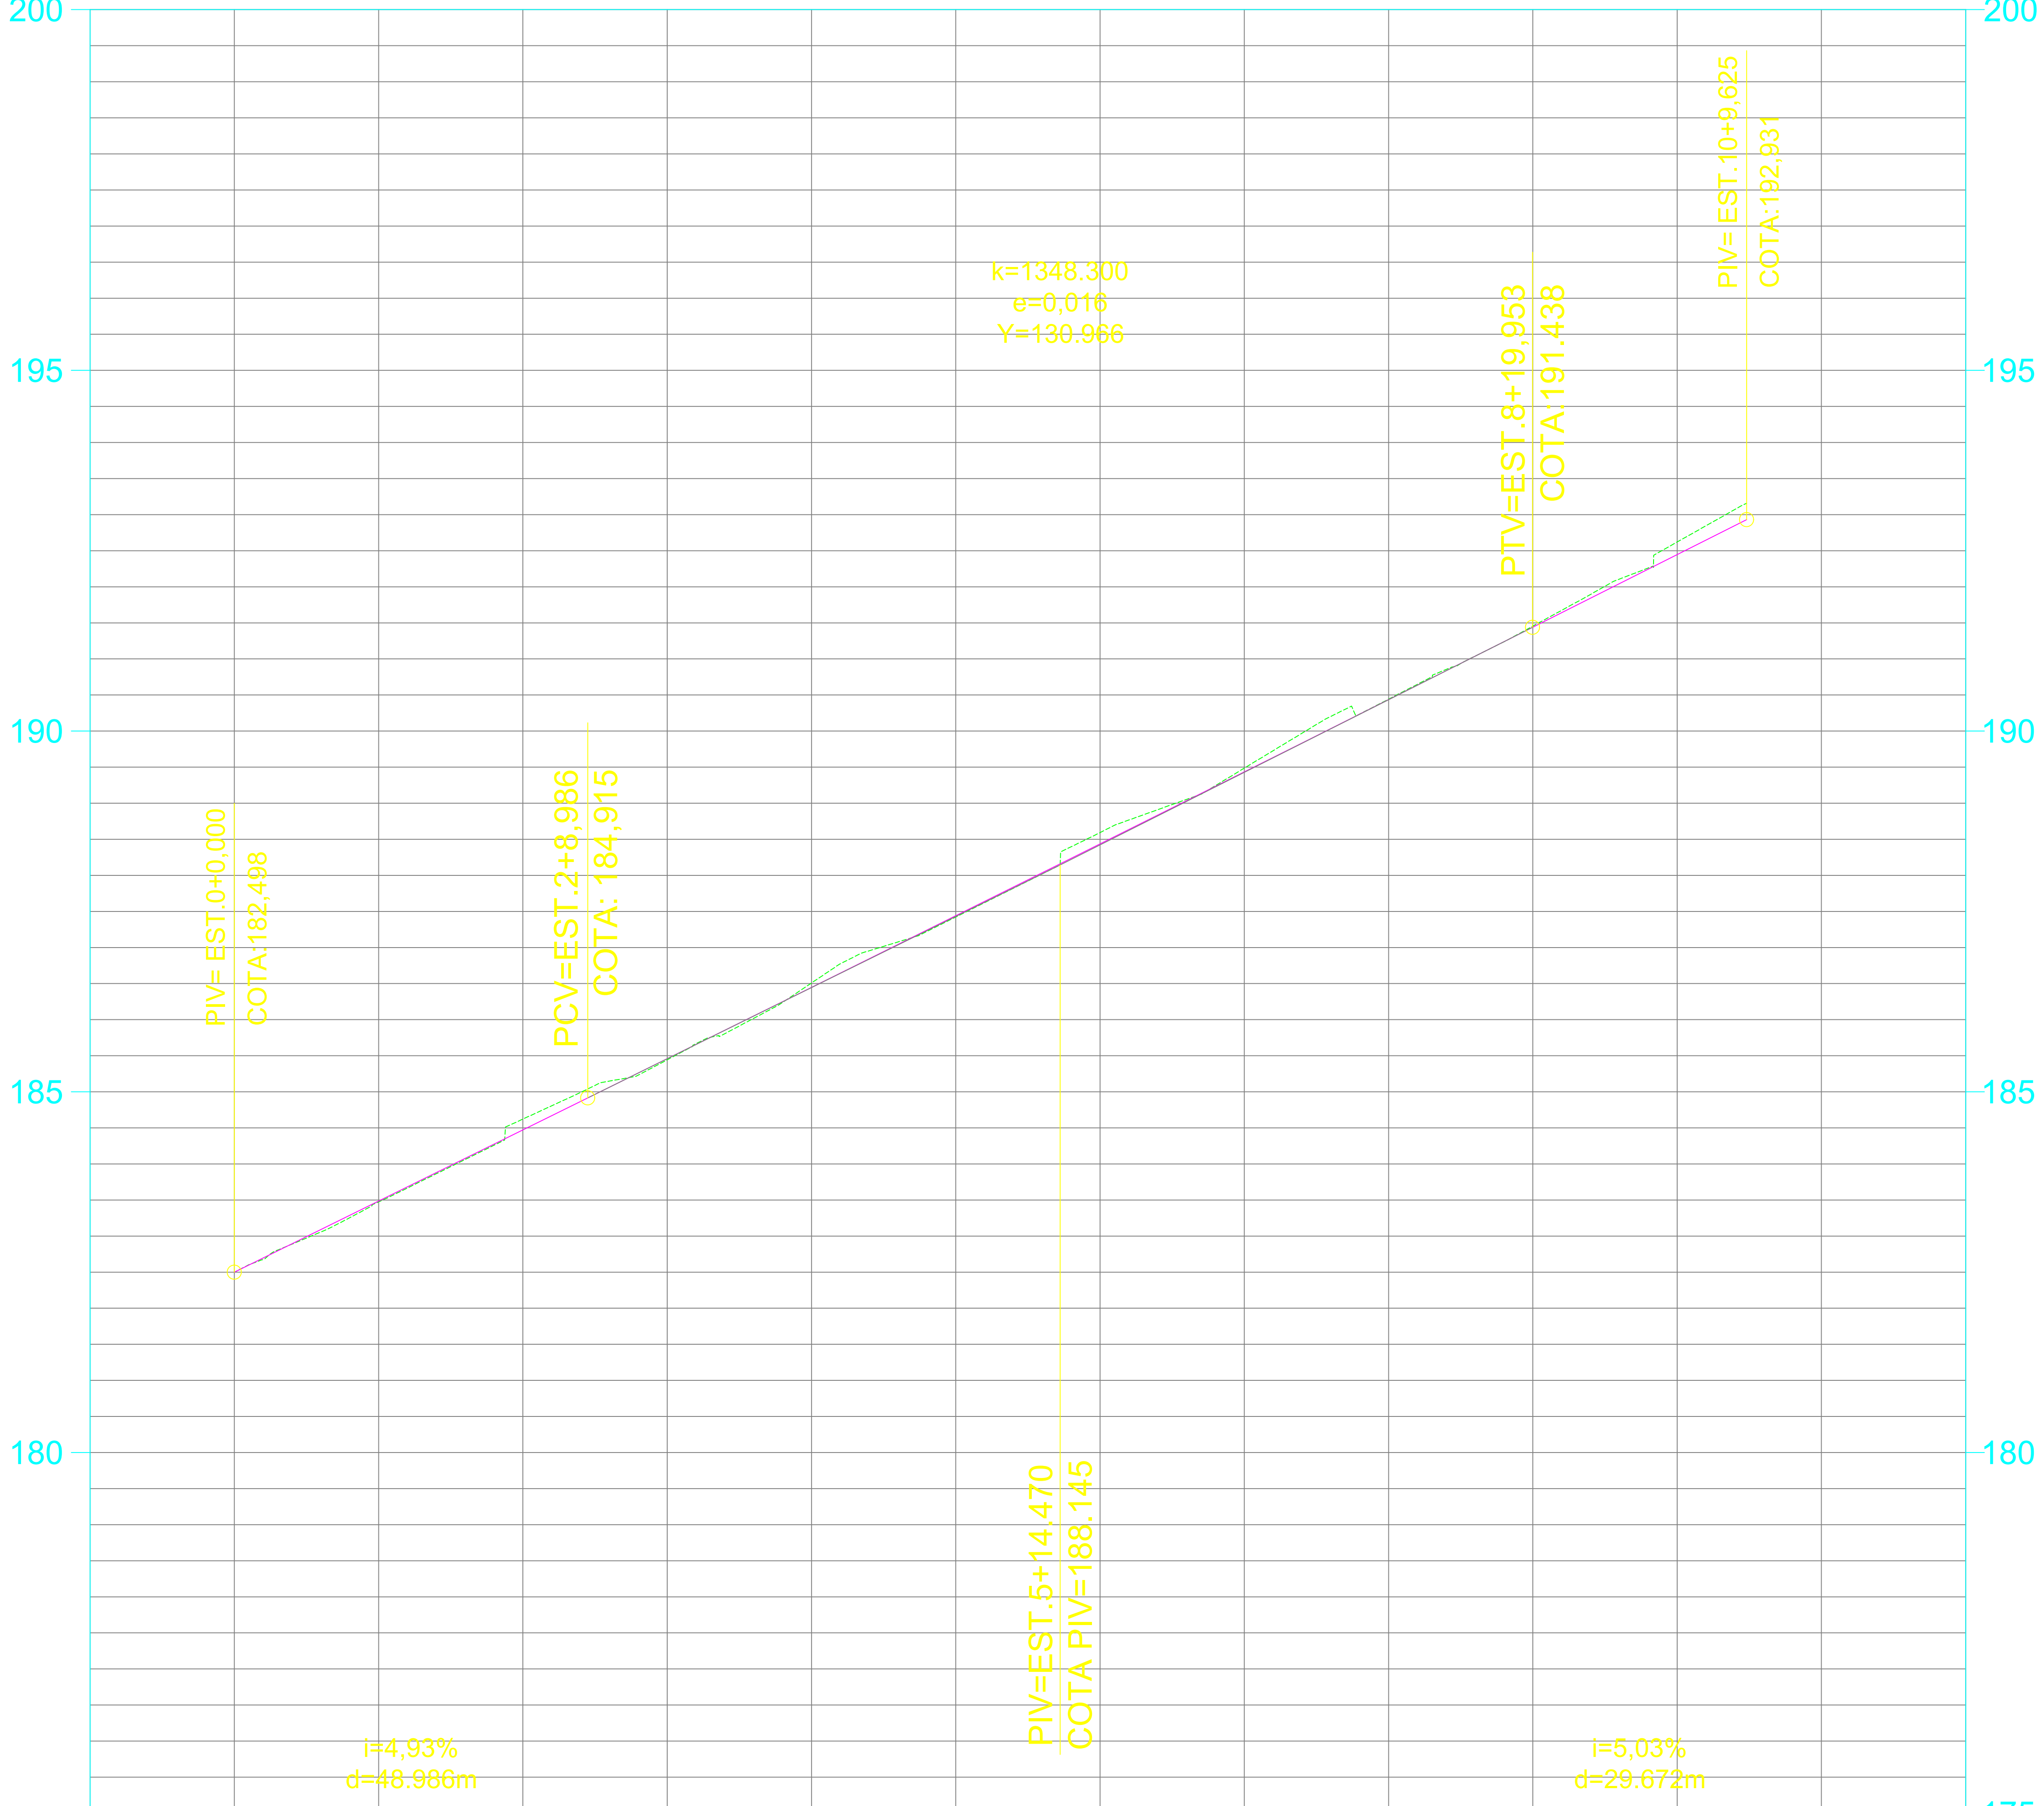 200
200
PIV= EST.10+9,625
COTA:192,931
k=1348.300
e=0,016
Y=130.966
PTV=EST.8+19,953
COTA:191.438
195
195
190
190
PCV=EST.2+8,986
COTA: 184,915
PIV= EST.0+0,000
COTA:182,498
185
185
180
180
PIV=EST.5+14.470
COTA PIV=188.145
i=4,93%
d=48.986m
i=5,03%
d=29.672m